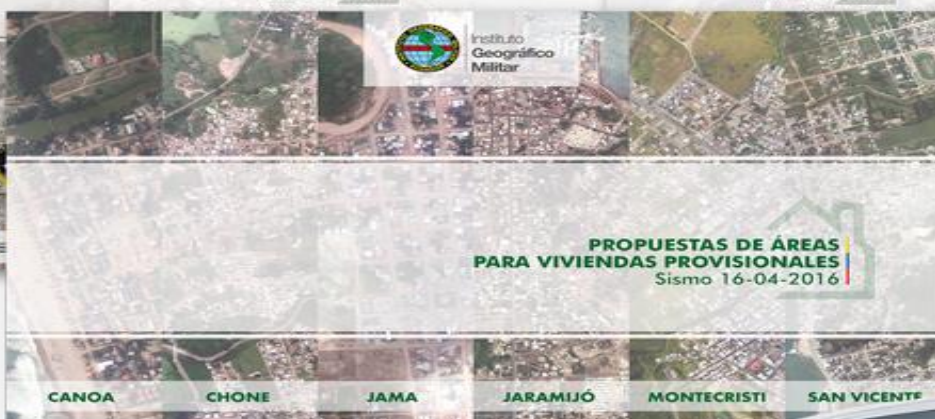 Instituto
Geográfico
Militar
PROPUESTAS DE ÁREAS
PARA VIVIENDAS PROVISIONALES
Sismo 16-04-2016
CANOA
CHONE
JAMA
JARAMIJÓ
MONTECRISTI
SAN VICENTE